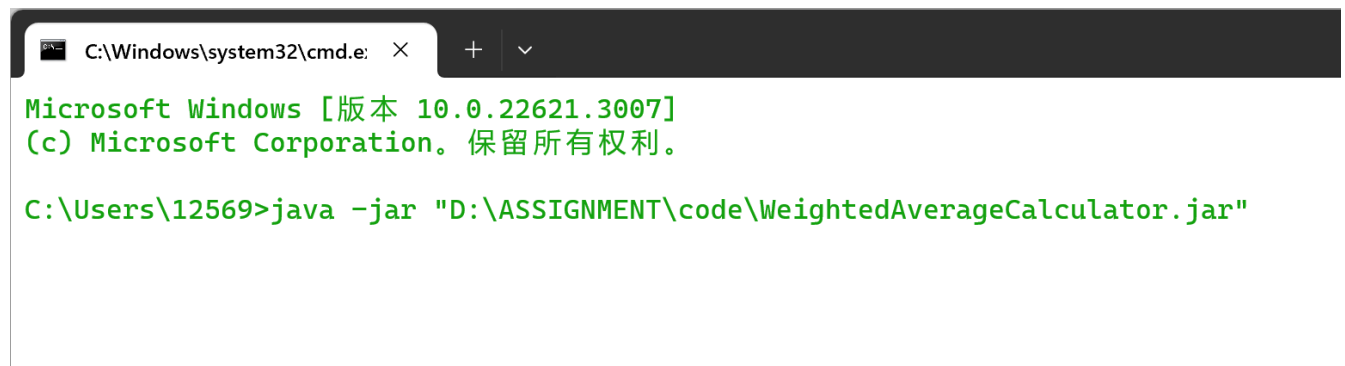 C:\Windows\system32\cmd.e
Microsoft Windows [版本 10.0.22621.3007]
(c) Microsoft Corporation。保留所有权利。
C:\Users\12569>java -jar "D:\ASSIGNMENT\code\WeightedAverageCalculator.jar"